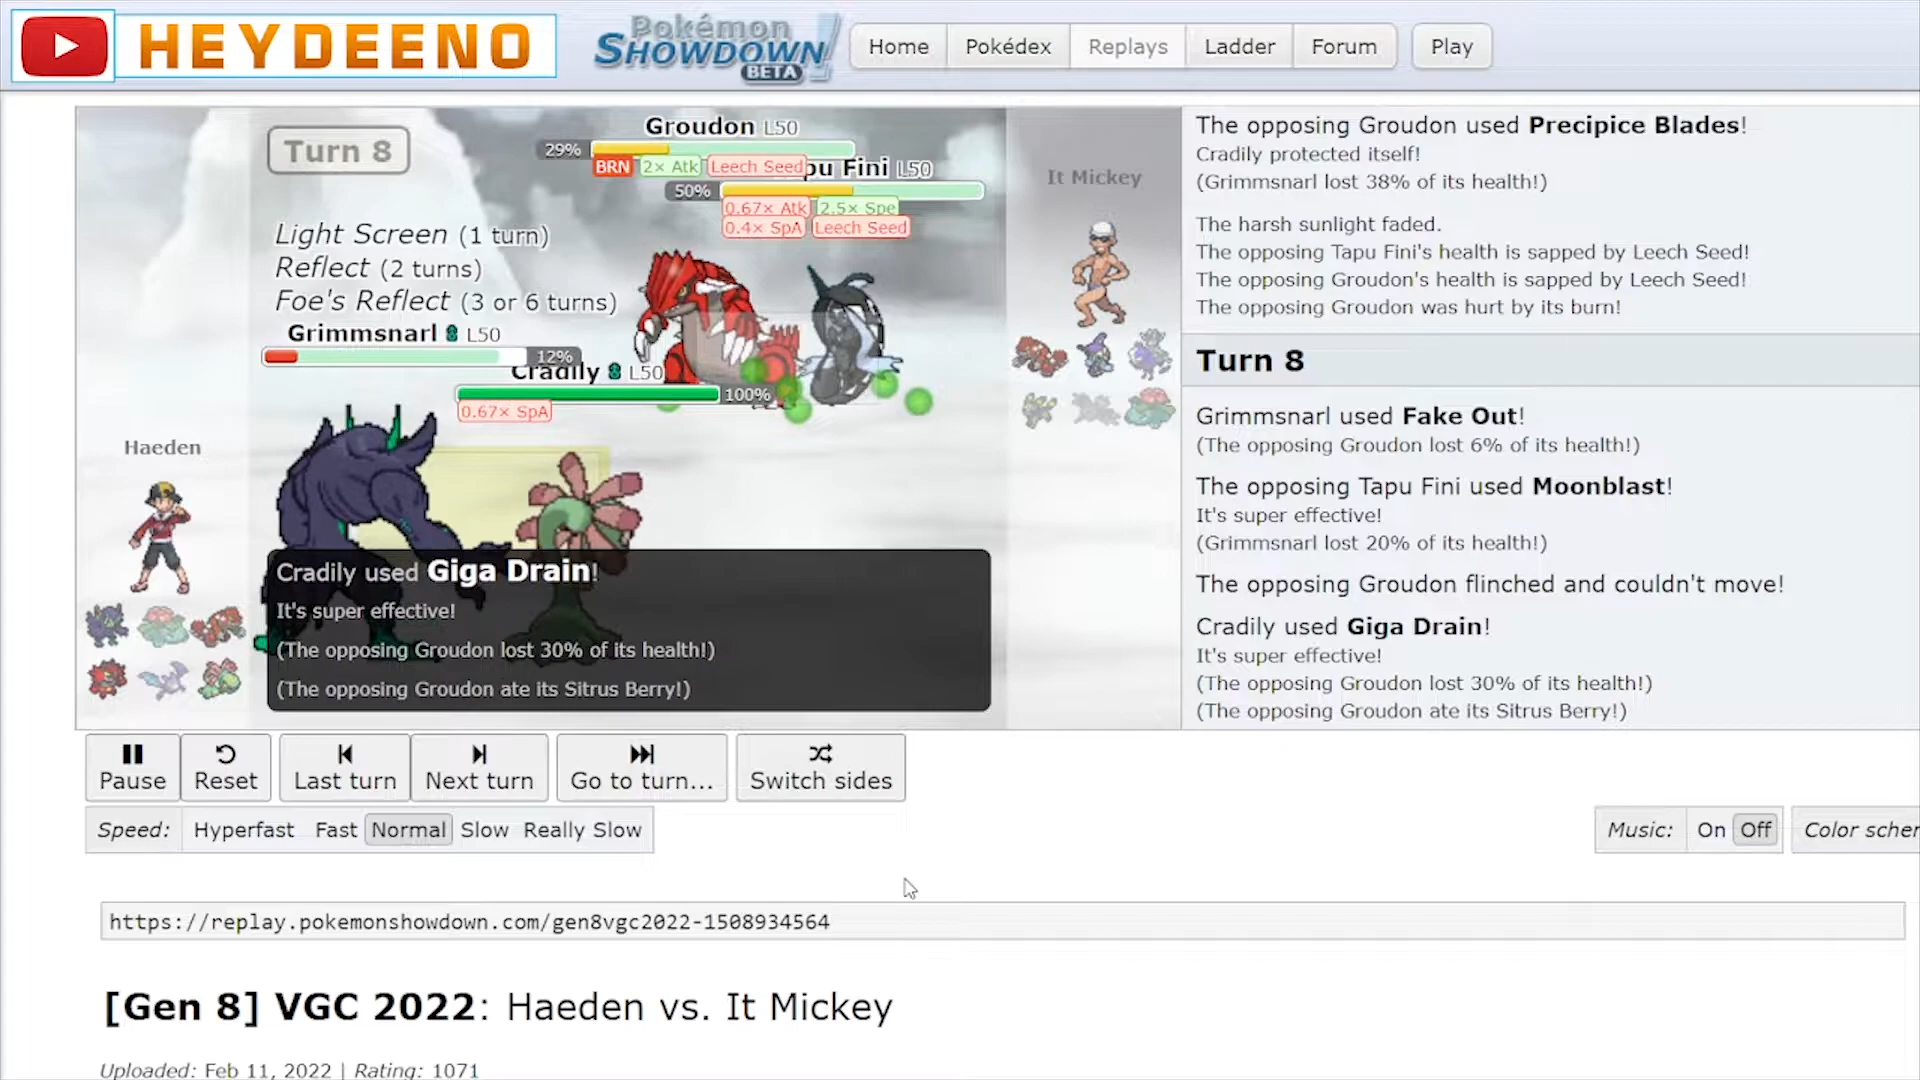 HEYDEENO
Pokémon
SHOWDOWN!
BETA
Home
Pokédex
Replays
Ladder
Forum
Play
Turn 8
Groudon L50
29%
BRN
2× Atk
Leech Seed
pu Fini L50
50%
0.67× Atk
2.5× Spe
0.4× SpA
Leech Seed
Light Screen (1 turn)
Reflect (2 turns)
Foe's Reflect (3 or 6 turns)
Grimmsnarl L50
12%
Cradily L50
100%
0.67× SpA
Haeden
It Mickey
Cradily used Giga Drain!
It's super effective!
(The opposing Groudon lost 30% of its health!)
(The opposing Groudon ate its Sitrus Berry!)
The opposing Groudon used Precipice Blades!
Cradily protected itself!
(Grimmsnarl lost 38% of its health!)
The harsh sunlight faded.
The opposing Tapu Fini's health is sapped by Leech Seed!
The opposing Groudon's health is sapped by Leech Seed!
The opposing Groudon was hurt by its burn!
Turn 8
Grimmsnarl used Fake Out!
(The opposing Groudon lost 6% of its health!)
The opposing Tapu Fini used Moonblast!
It's super effective!
(Grimmsnarl lost 20% of its health!)
The opposing Groudon flinched and couldn't move!
Cradily used Giga Drain!
It's super effective!
(The opposing Groudon lost 30% of its health!)
(The opposing Groudon ate its Sitrus Berry!)
Pause
Reset
Last turn
Next turn
Go to turn...
Switch sides
Speed: Hyperfast Fast Normal Slow Really Slow
Music: On Off
Color scher
https://replay.pokemonshowdown.com/gen8vgc2022-1508934564
[Gen 8] VGC 2022: Haeden vs. It Mickey
Uploaded: Feb 11, 2022 | Rating: 1071